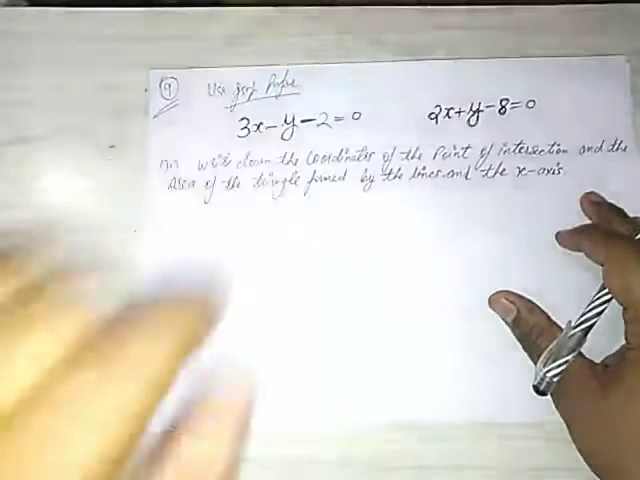 9 Use graph Paper
3x-y-2=0 2x+y-8=0
write down the Coordinates of the Point of intersection and the
Area of the triangle formed by the lines and the x-axis.